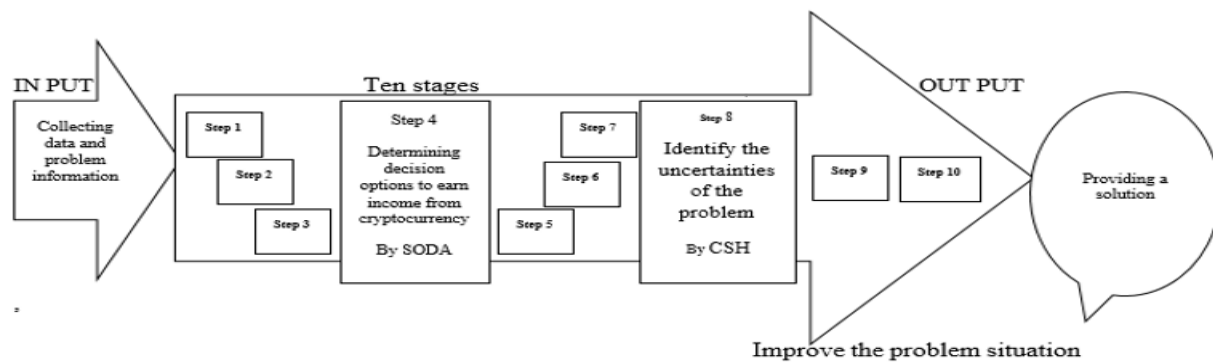 IN PUT
Collecting
data and
problem
information
Ten stages
Step 1
Step 2
Step 3
Step 4
Determining
decision
options to earn
income from
cryptocurrency
By SODA
Step 7
Step 6
Step 5
Step 8
Identify the
uncertainties
of the
problem
By CSH
OUT PUT
Step 9
Step 10
Providing a
solution
Improve the problem situation